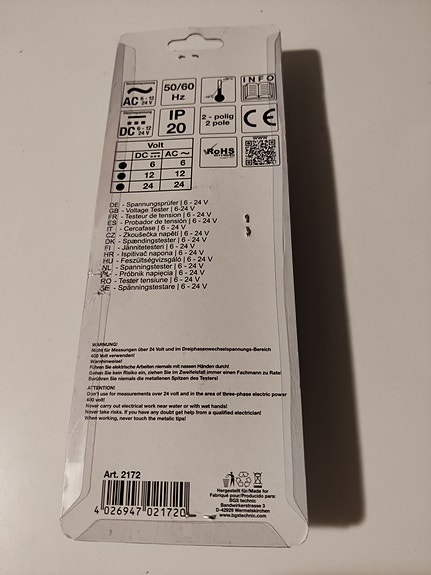 Wechselspannung
AC 6 - 12 24 V
50/60 Hz
INFO
DC 6 - 12 24 V
IP 20
2 - polig
2 pole
CE
Volt
DC AC
6 6
12 12
24 24
RoHS
WWW
DE - Spannungsprüfer | 6 - 24 V
GB - Voltage Tester | 6-24 V
FR - Testeur de tension | 6 - 24 V
ES - Probador de tensión | 6 - 24 V
IT - Cercafase | 6 - 24 V
CZ - Zkoušečka napětí | 6 - 24 V
DK - Spændingstester | 6 - 24 V
FI - Jännitetesteri | 6 - 24 V
HR - Ispitivač napona | 6 - 24 V
HU - Feszültségvizsgáló | 6 - 24 V
NL - Spanningstester | 6 - 24 V
PL - Próbnik napięcia | 6 - 24 V
RO - Tester tensiune | 6 - 24 V
SE - Spänningstestare | 6 - 24 V
WARNUNG!
Nicht für Messungen über 24 Volt und im Dreiphasenwechselspannungs-Bereich
400 Volt verwenden!
Warnhinweise!
Führen Sie elektrische Arbeiten niemals mit nassen Händen durch!
Gehen Sie kein Risiko ein, ziehen Sie im Zweifelsfall immer einen Fachmann zu Rate!
Berühren Sie niemals die metallenen Spitzen des Testers!
ATTENTION!
Don't use for measurements over 24 volt and in the area of three-phase electric power
400 volt!
Never carry out electrical work near water or with wet hands!
Never take risks. If you have any doubt get help from a qualified electrician!
When working, never touch the metallic tips!
Art. 2172
4 026947 021720
Hergestellt für/Made for
Fabriqué pour/Producido para:
BGS technic
Sandwerkerstrasse 3
D-42929 Wermelskirchen
www.bgstechnic.com